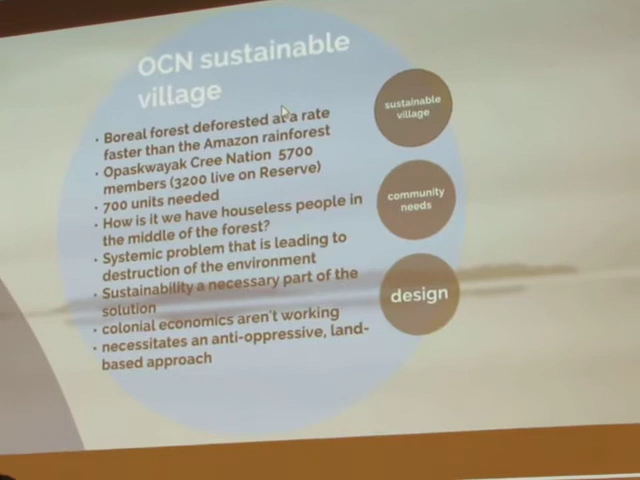 OCN sustainable
village
• Boreal forest deforested at a rate
faster than the Amazon rainforest
• Opaskwayak Cree Nation 5700
members (3200 live on Reserve)
• 700 units needed
• How is it we have houseless people in
the middle of the forest?
• Systemic problem that is leading to
destruction of the environment
• Sustainability a necessary part of the
solution
• colonial economics aren't working
• necessitates an anti-oppressive, land-
based approach
sustainable
village
community
needs
design